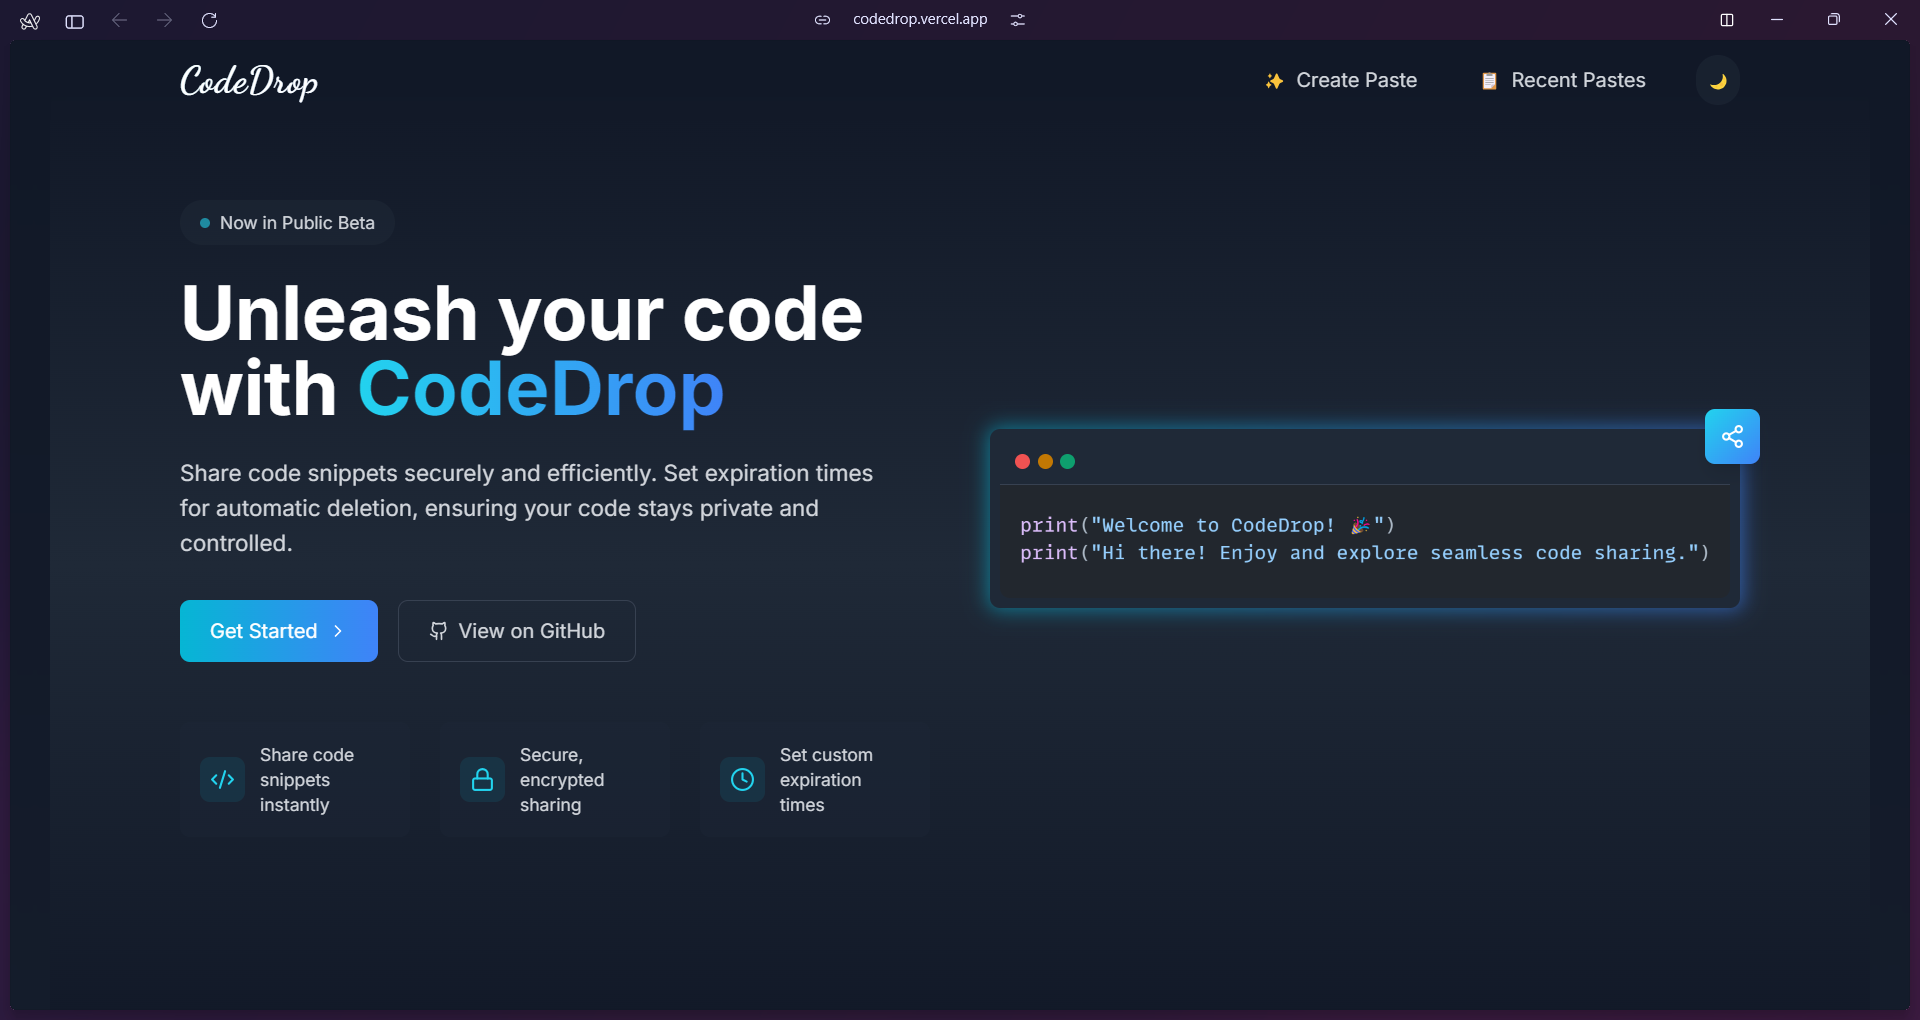 codedrop.vercel.app
CodeDrop
✨ Create Paste
📋 Recent Pastes
🌙
Now in Public Beta
Unleash your code
with CodeDrop
Share code snippets securely and efficiently. Set expiration times
for automatic deletion, ensuring your code stays private and
controlled.
Get Started
View on GitHub
print("Welcome to CodeDrop! 🎉")
print("Hi there! Enjoy and explore seamless code sharing.")
Share code
snippets
instantly
Secure,
encrypted
sharing
Set custom
expiration
times